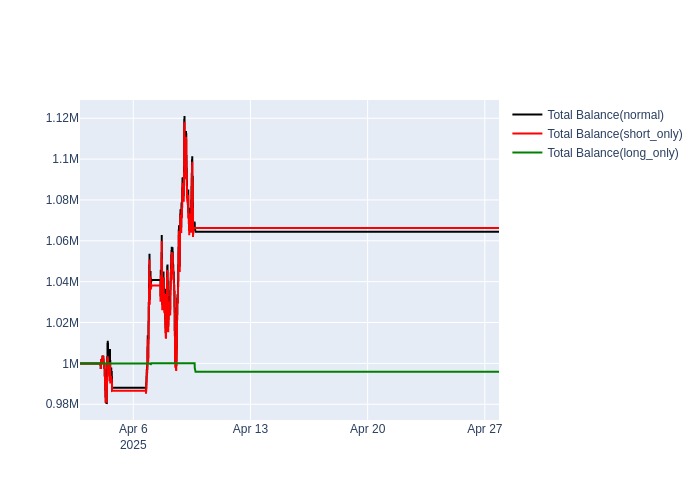 1.12M
1.1M
1.08M
1.06M
1.04M
1.02M
1M
0.98M
Apr 6
2025
Apr 13
Apr 20
Apr 27
Total Balance(normal)
Total Balance(short_only)
Total Balance(long_only)